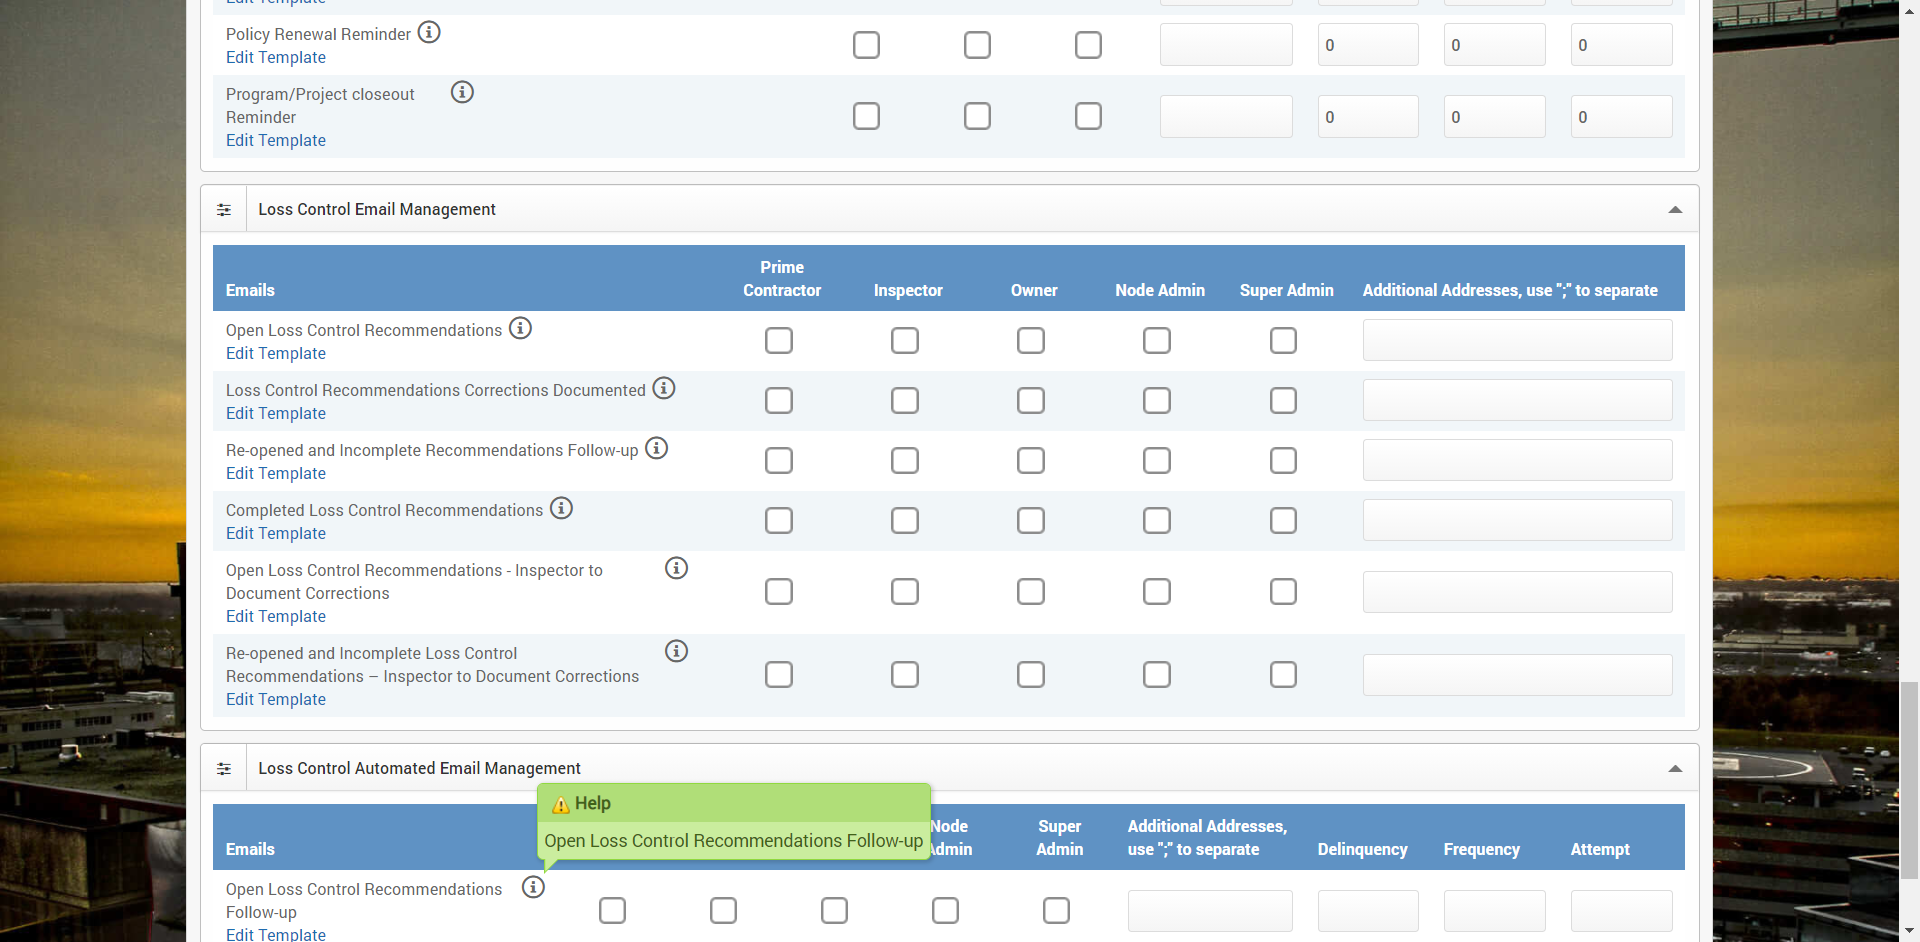 Edit Template
Policy Renewal Reminder
Edit Template
0 0 0
Program/Project closeout
Reminder
Edit Template
0 0 0
Loss Control Email Management
Emails Prime Contractor Inspector Owner Node Admin Super Admin Additional Addresses, use ";" to separate
Open Loss Control Recommendations
Edit Template
Loss Control Recommendations Corrections Documented
Edit Template
Re-opened and Incomplete Recommendations Follow-up
Edit Template
Completed Loss Control Recommendations
Edit Template
Open Loss Control Recommendations - Inspector to
Document Corrections
Edit Template
Re-opened and Incomplete Loss Control
Recommendations – Inspector to Document Corrections
Edit Template
Loss Control Automated Email Management
Help
Open Loss Control Recommendations Follow-up
Emails Node Admin Super Admin Additional Addresses, use ";" to separate Delinquency Frequency Attempt
Open Loss Control Recommendations
Follow-up
Edit Template